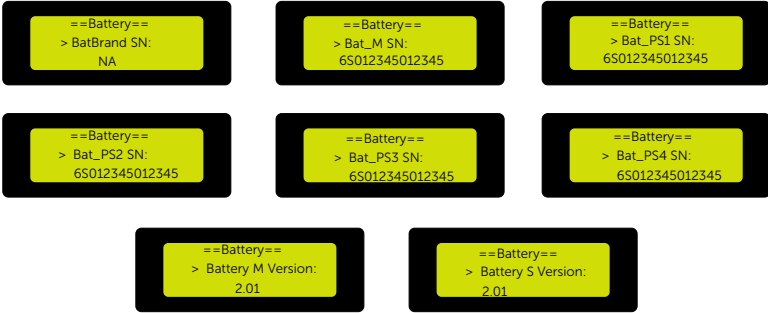 ==Battery==
> BatBrand SN:
NA
==Battery==
> Bat_M SN:
6S012345012345
==Battery==
> Bat_PS1 SN:
6S012345012345
==Battery==
> Bat_PS2 SN:
6S012345012345
==Battery==
> Bat_PS3 SN:
6S012345012345
==Battery==
> Bat_PS4 SN:
6S012345012345
==Battery==
> Battery M Version:
2.01
==Battery==
> Battery S Version:
2.01